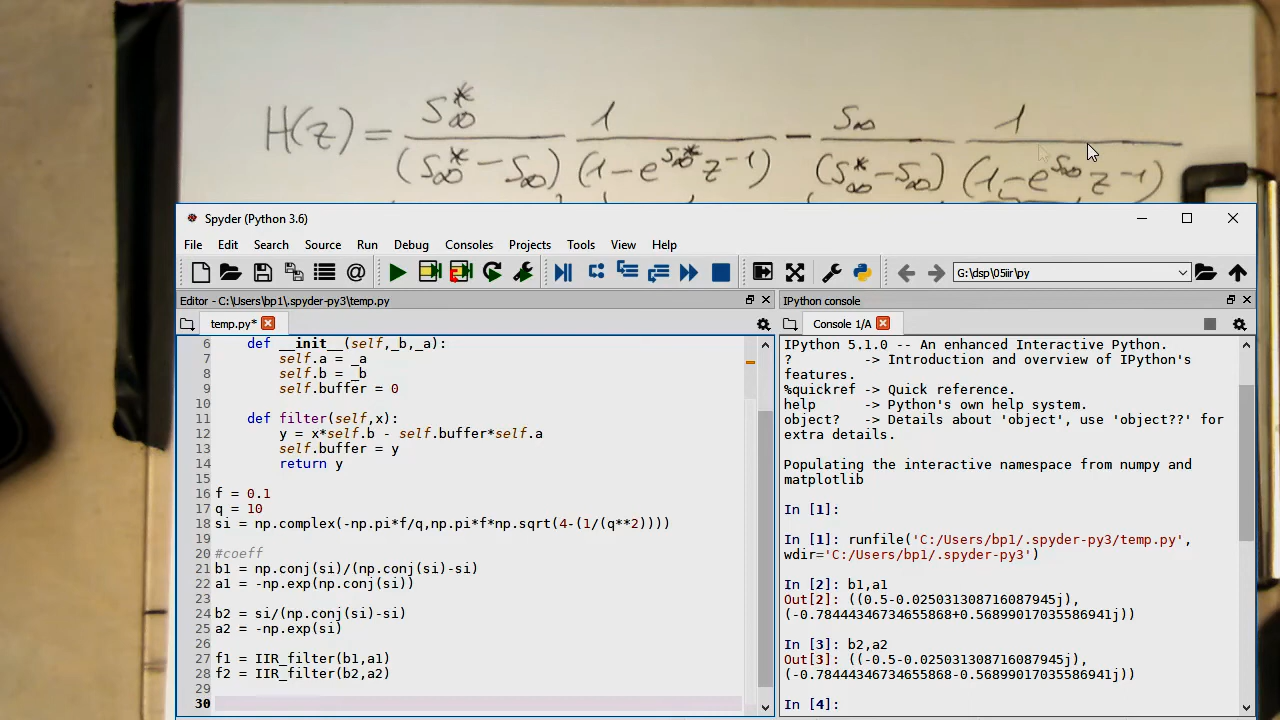 H(z) = S∞* / (S∞* − S∞) 1 / (1 − e^{S∞*} z^{−1}) − S∞ / (S∞* − S∞) 1 / (1 − e^{S∞} z^{−1})
Spyder (Python 3.6)
File Edit Search Source Run Debug Consoles Projects Tools View Help
G:\dsp\05iir\py
Editor - C:\Users\bp1\.spyder-py3\temp.py
temp.py*
6 def __init__(self,_b,_a):
7 self.a = _a
8 self.b = _b
9 self.buffer = 0
10
11 def filter(self,x):
12 y = x*self.b - self.buffer*self.a
13 self.buffer = y
14 return y
15
16 f = 0.1
17 q = 10
18 si = np.complex(-np.pi*f/q,np.pi*f*np.sqrt(4-(1/(q**2))))
19
20 #coeff
21 b1 = np.conj(si)/(np.conj(si)-si)
22 a1 = -np.exp(np.conj(si))
23
24 b2 = si/(np.conj(si)-si)
25 a2 = -np.exp(si)
26
27 f1 = IIR_filter(b1,a1)
28 f2 = IIR_filter(b2,a2)
29
30
IPython console
Console 1/A
IPython 5.1.0 -- An enhanced Interactive Python.
? -> Introduction and overview of IPython's
features.
%quickref -> Quick reference.
help -> Python's own help system.
object? -> Details about 'object', use 'object??' for
extra details.
Populating the interactive namespace from numpy and
matplotlib
In [1]:
In [1]: runfile('C:/Users/bp1/.spyder-py3/temp.py',
wdir='C:/Users/bp1/.spyder-py3')
In [2]: b1,a1
Out[2]: ((0.5-0.025031308716087945j),
(-0.78444346734655868+0.56899017035586941j))
In [3]: b2,a2
Out[3]: ((-0.5-0.025031308716087945j),
(-0.78444346734655868-0.56899017035586941j))
In [4]: